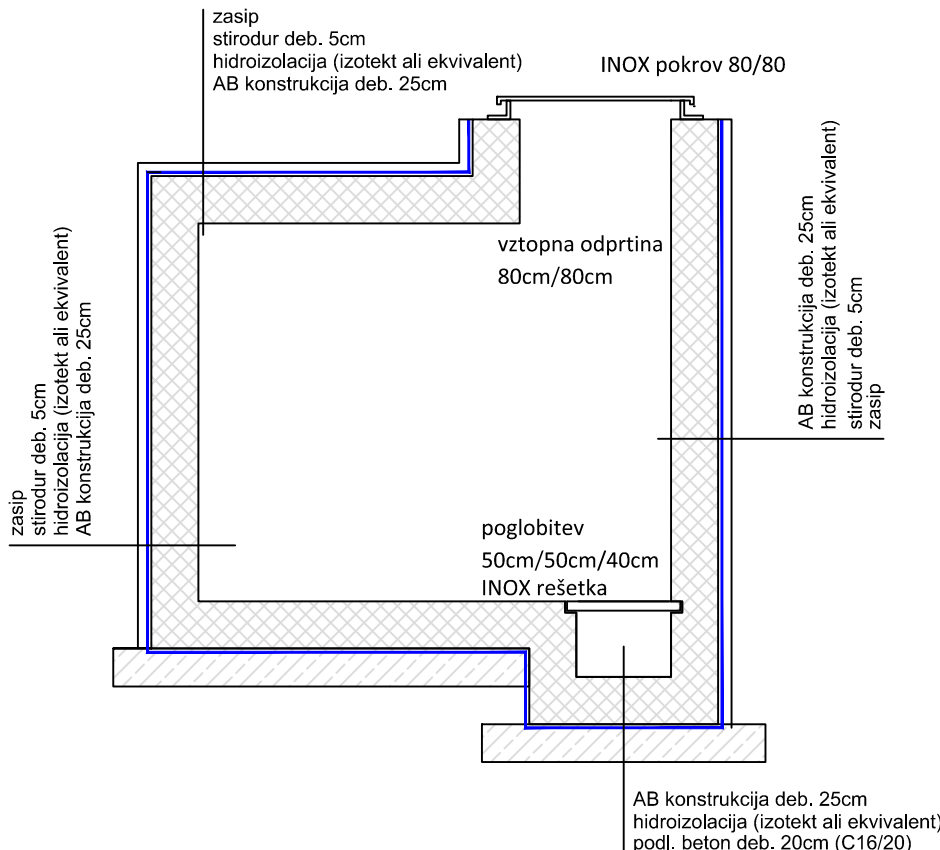 zasip
stirodur deb. 5cm
hidroizolacija (izotekt ali ekvivalent)
AB konstrukcija deb. 25cm
INOX pokrov 80/80
vztopna odprtina
80cm/80cm
AB konstrukcija deb. 25cm
hidroizolacija (izotekt ali ekvivalent)
stirodur deb. 5cm
zasip
zasip
stirodur deb. 5cm
hidroizolacija (izotekt ali ekvivalent)
AB konstrukcija deb. 25cm
poglobitev
50cm/50cm/40cm
INOX rešetka
AB konstrukcija deb. 25cm
hidroizolacija (izotekt ali ekvivalent)
podl. beton deb. 20cm (C16/20)